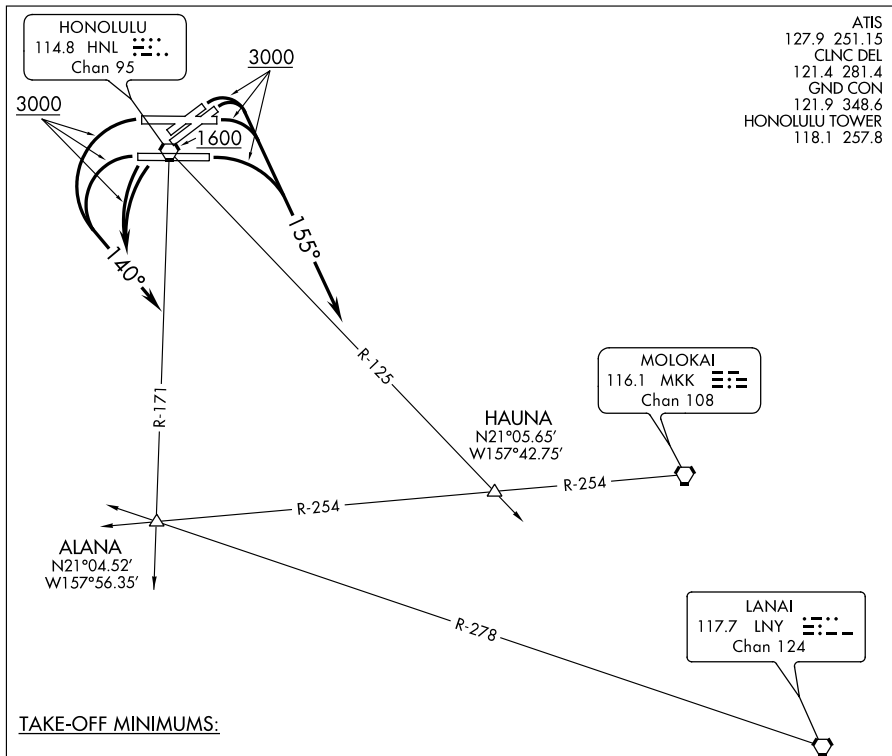 HONOLULU
114.8 HNL
Chan 95
ATIS
127.9 251.15
CLNC DEL
121.4 281.4
GND CON
121.9 348.6
HONOLULU TOWER
118.1 257.8
3000
3000
1600
140°
155°
R-171
R-125
MOLOKAI
116.1 MKK
Chan 108
HAUNA
N21°05.65'
W157°42.75'
R-254
R-254
ALANA
N21°04.52'
W157°56.35'
R-278
LANAI
117.7 LNY
Chan 124
TAKE-OFF MINIMUMS: